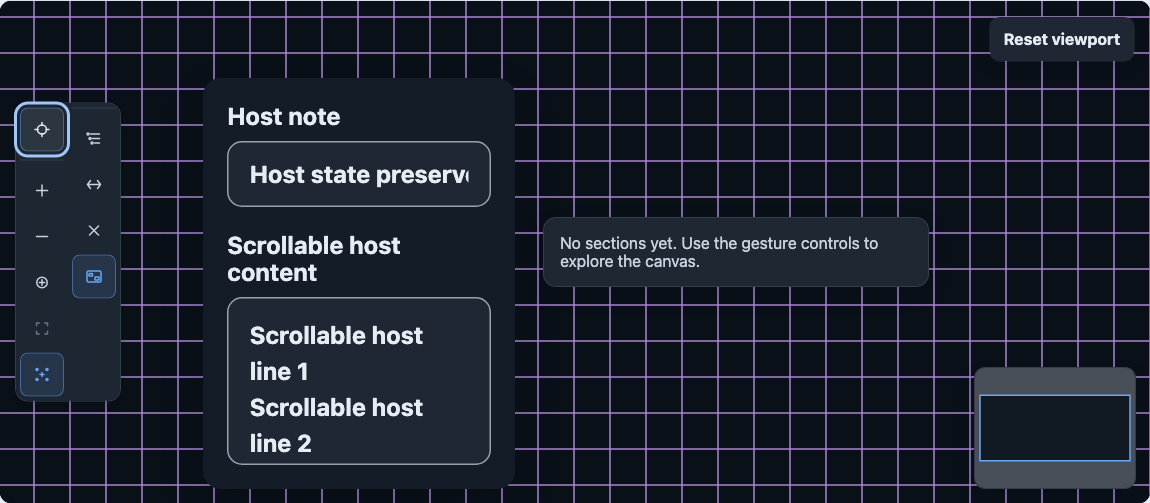 Reset viewport
Host note
Host state preserve
Scrollable host
content
Scrollable host
line 1
Scrollable host
line 2
No sections yet. Use the gesture controls to
explore the canvas.